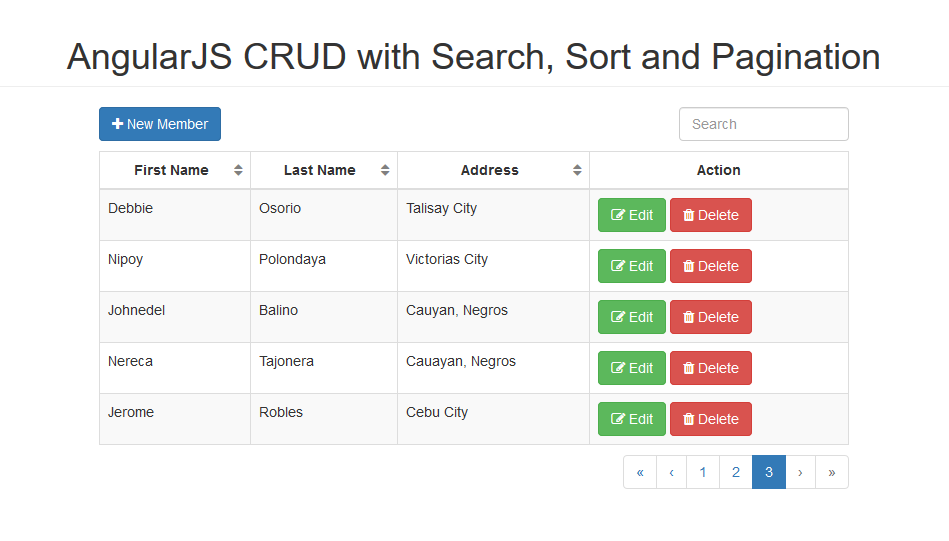 AngularJS CRUD with Search, Sort and Pagination
New Member Search
First Name Last Name Address Action
Debbie Osorio Talisay City Edit Delete
Nipoy Polondaya Victorias City Edit Delete
Johnedel Balino Cauyan, Negros Edit Delete
Nereca Tajonera Cauayan, Negros Edit Delete
Jerome Robles Cebu City Edit Delete
« ‹ 1 2 3 › »